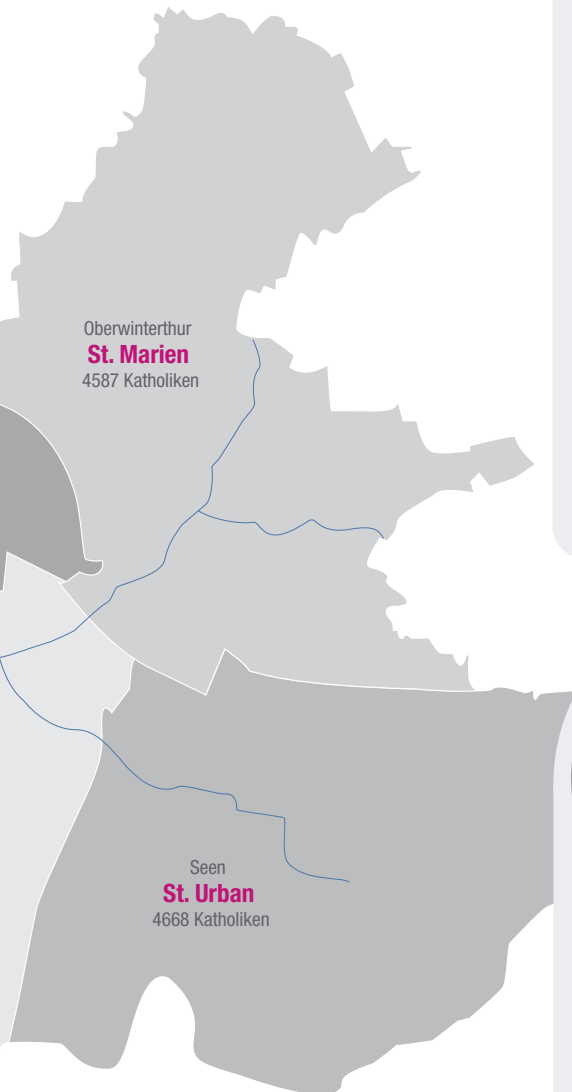 Oberwinterthur
St. Marien
4587 Katholiken
Seen
St. Urban
4668 Katholiken